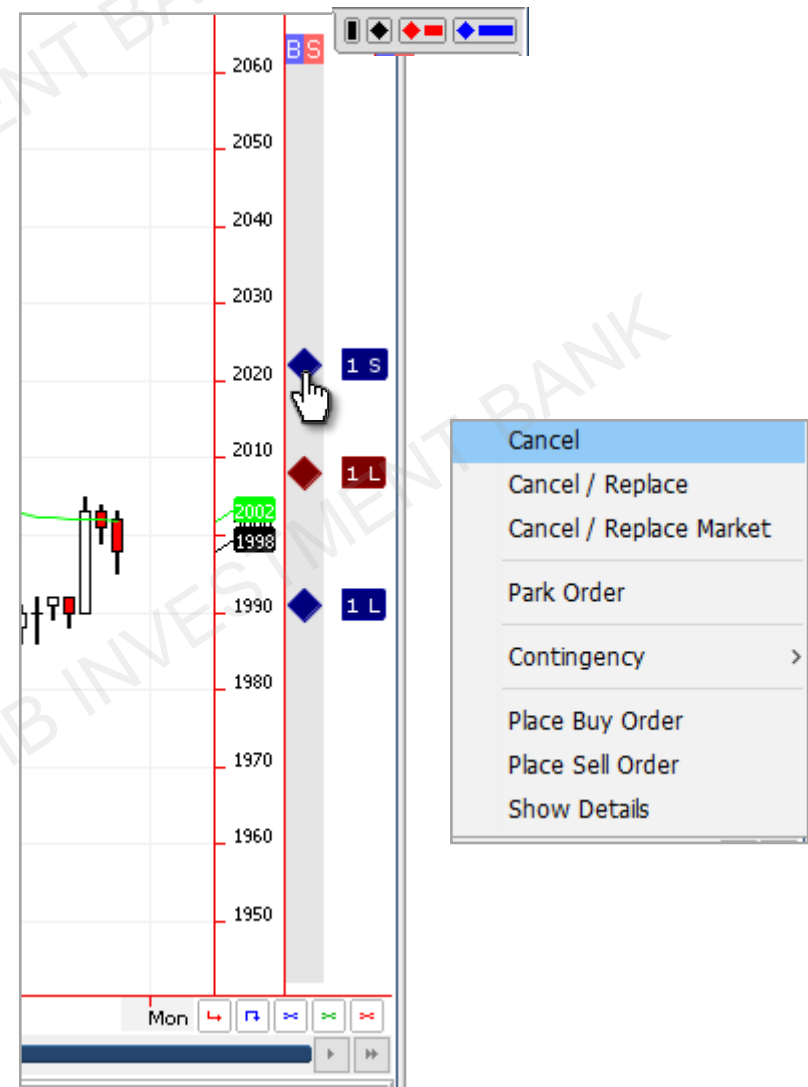 B S
2060
2050
2040
2030
2020
1 S
2010
1 L
2002
1998
1990
1 L
1980
1970
1960
1950
Mon
Cancel
Cancel / Replace
Cancel / Replace Market
Park Order
Contingency
Place Buy Order
Place Sell Order
Show Details
INVESTMENT BANK